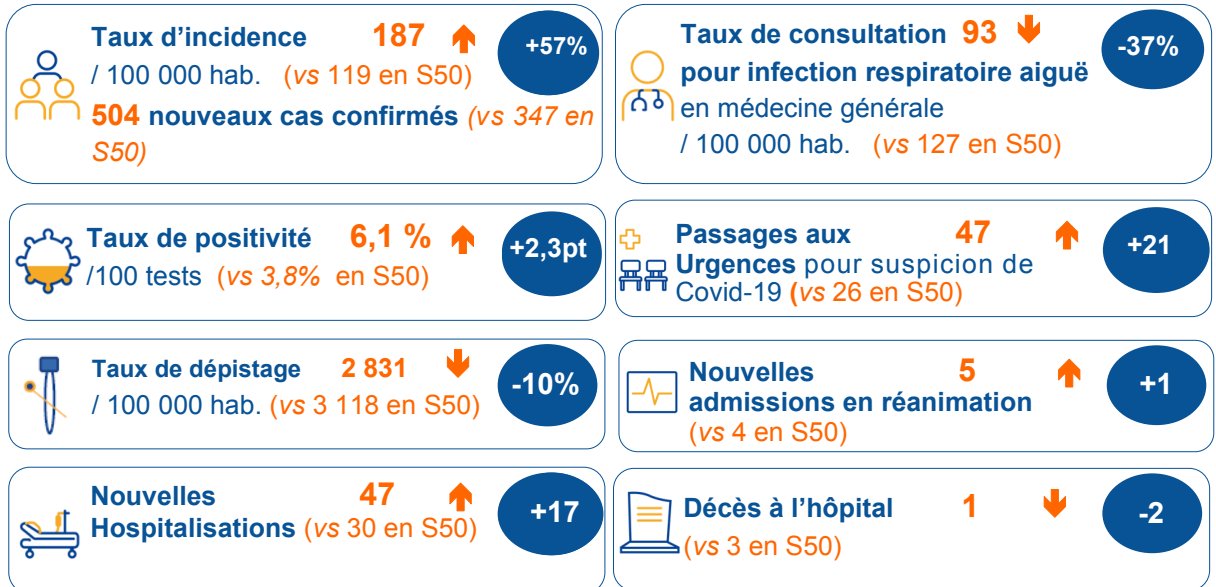 Taux d’incidence 187
+57%
/ 100 000 hab. (vs 119 en S50)
504 nouveaux cas confirmés (vs 347 en
S50)
Taux de consultation 93
-37%
pour infection respiratoire aiguë
en médecine générale
/ 100 000 hab. (vs 127 en S50)
Taux de positivité 6,1 %
+2,3pt
/100 tests (vs 3,8% en S50)
Passages aux 47
+21
Urgences pour suspicion de
Covid-19 (vs 26 en S50)
Taux de dépistage 2 831
-10%
/ 100 000 hab. (vs 3 118 en S50)
Nouvelles 5
+1
admissions en réanimation
(vs 4 en S50)
Nouvelles 47
+17
Hospitalisations (vs 30 en S50)
Décès à l’hôpital 1
-2
(vs 3 en S50)